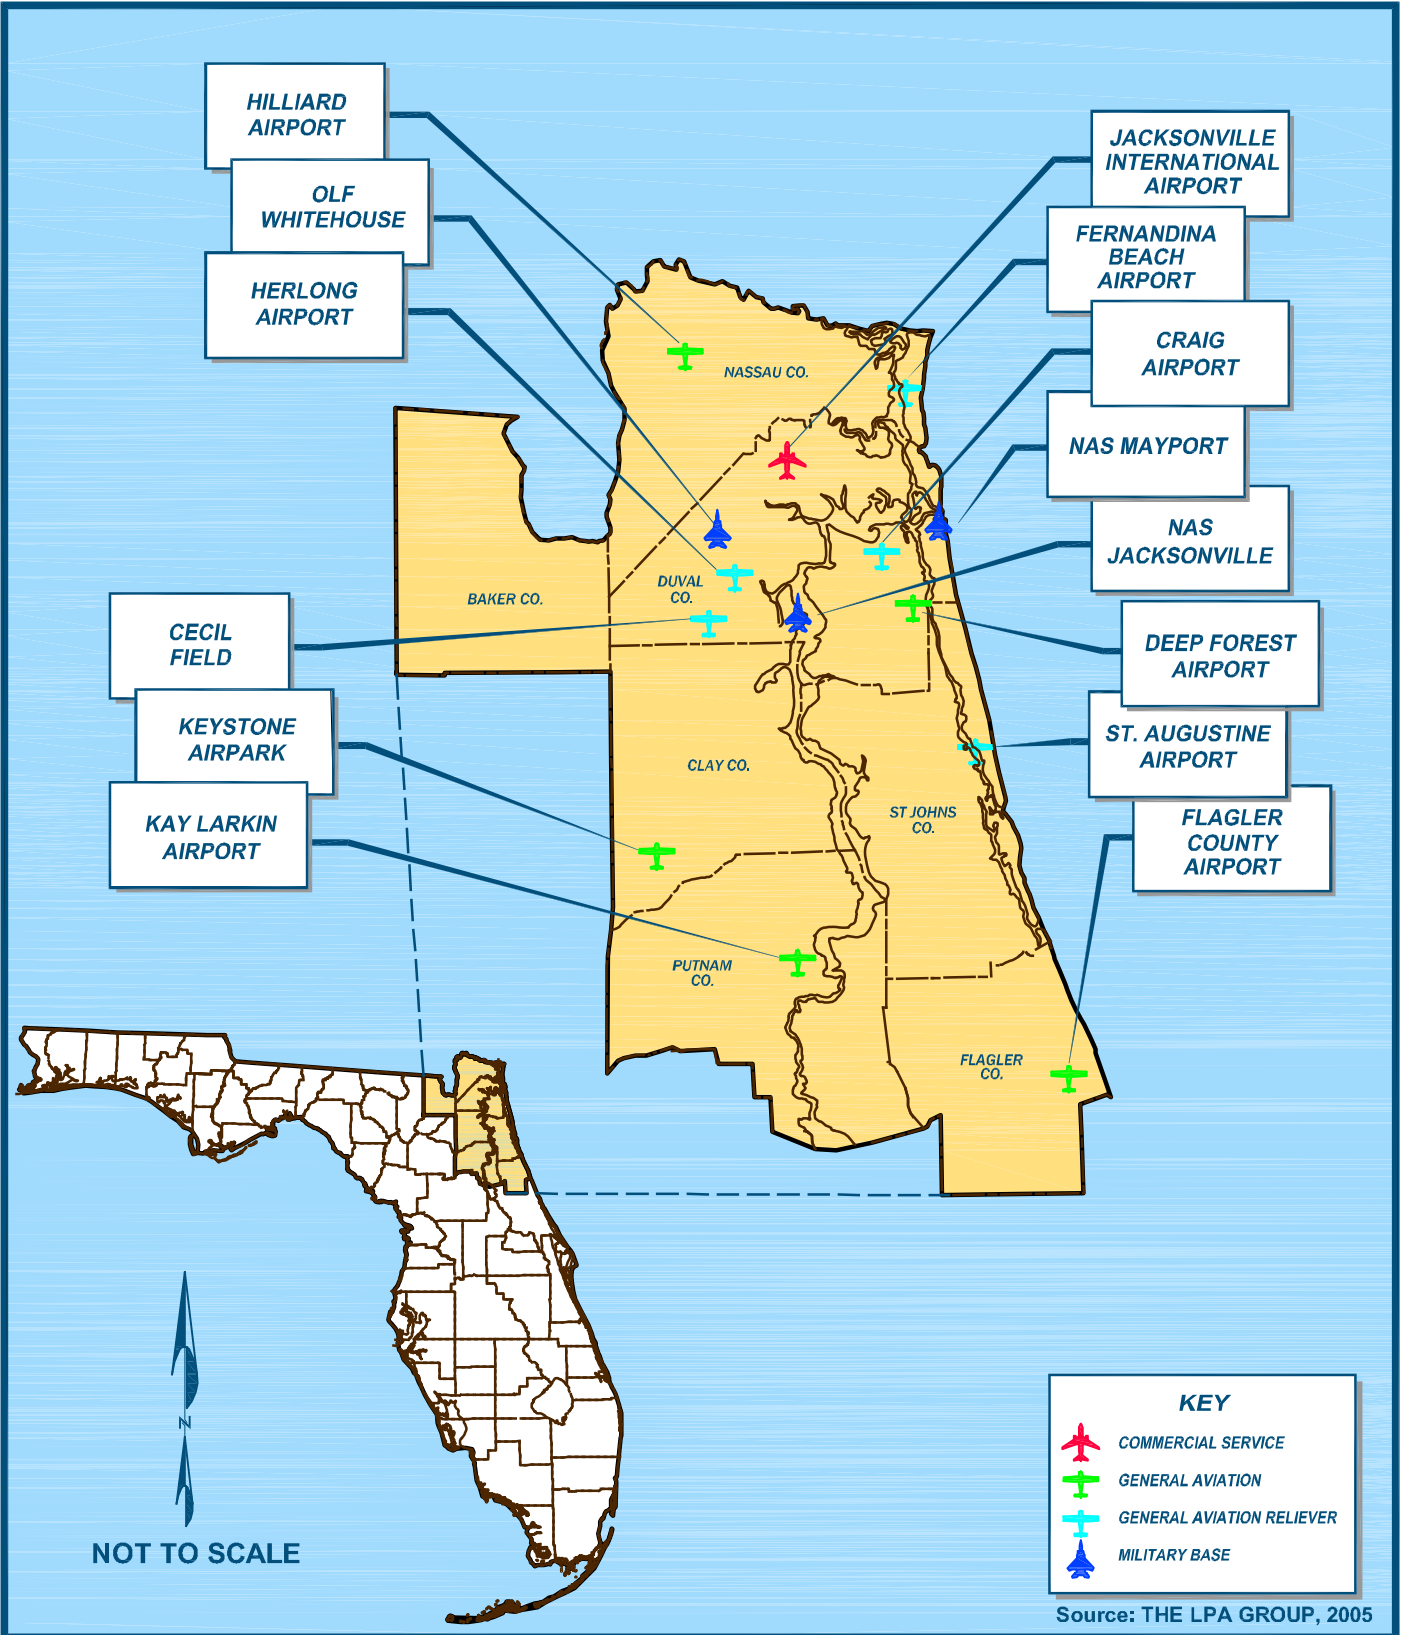 HILLIARD
AIRPORT
OLF
WHITEHOUSE
HERLONG
AIRPORT
JACKSONVILLE
INTERNATIONAL
AIRPORT
FERNANDINA
BEACH
AIRPORT
CRAIG
AIRPORT
NAS MAYPORT
NAS
JACKSONVILLE
DEEP FOREST
AIRPORT
ST. AUGUSTINE
AIRPORT
FLAGLER
COUNTY
AIRPORT
CECIL
FIELD
KEYSTONE
AIRPARK
KAY LARKIN
AIRPORT
NASSAU CO.
BAKER CO.
DUVAL
CO.
CLAY CO.
ST JOHNS
CO.
PUTNAM
CO.
FLAGLER
CO.
N
NOT TO SCALE
KEY
COMMERCIAL SERVICE
GENERAL AVIATION
GENERAL AVIATION RELIEVER
MILITARY BASE
Source: THE LPA GROUP, 2005